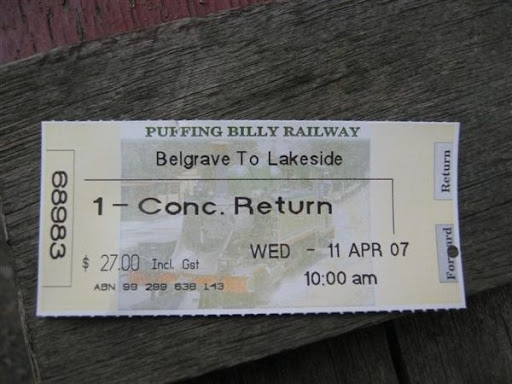 PUFFING BILLY RAILWAY
Belgrave To Lakeside
1 - Conc. Return
WED - 11 APR 07
$ 27.00 Incl. Gst
10:00 am
ABN 99 299 638 143
68983
Return
Forward